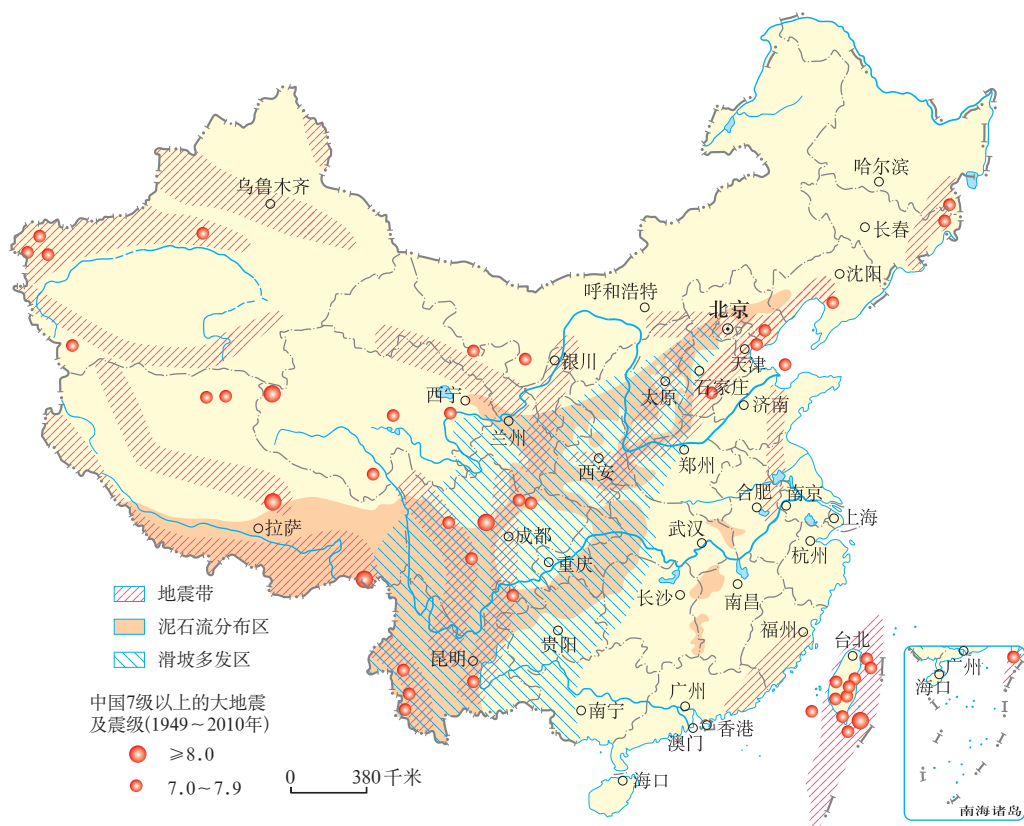 哈尔滨
乌鲁木齐
长春
沈阳
呼和浩特
北京
天津
银川
石家庄
太原
西宁
济南
兰州
郑州
西安
合肥
南京
上海
拉萨
武汉
成都
杭州
重庆
地震带
长沙
南昌
泥石流分布区
福州
贵阳
台北
滑坡多发区
昆明
广州
海口
中国7级以上的大地震
及震级(1949～2010年)
广州
南宁
香港
澳门
≥8.0
7.0~7.9
0
380千米
海口
南海诸岛